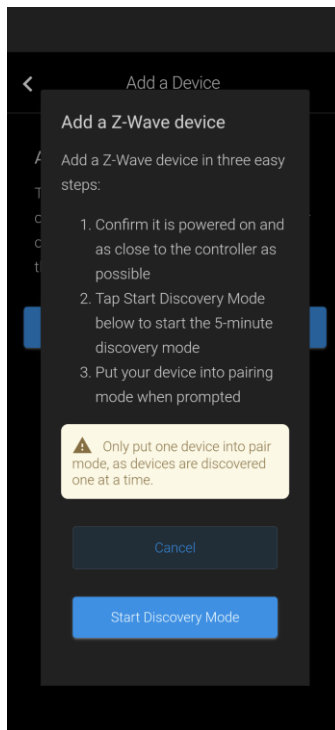 Add a Device
Add a Z-Wave device
Add a Z-Wave device in three easy
steps:
1. Confirm it is powered on and
as close to the controller as
possible
2. Tap Start Discovery Mode
below to start the 5-minute
discovery mode
3. Put your device into pairing
mode when prompted
Only put one device into pair
mode, as devices are discovered
one at a time.
Cancel
Start Discovery Mode